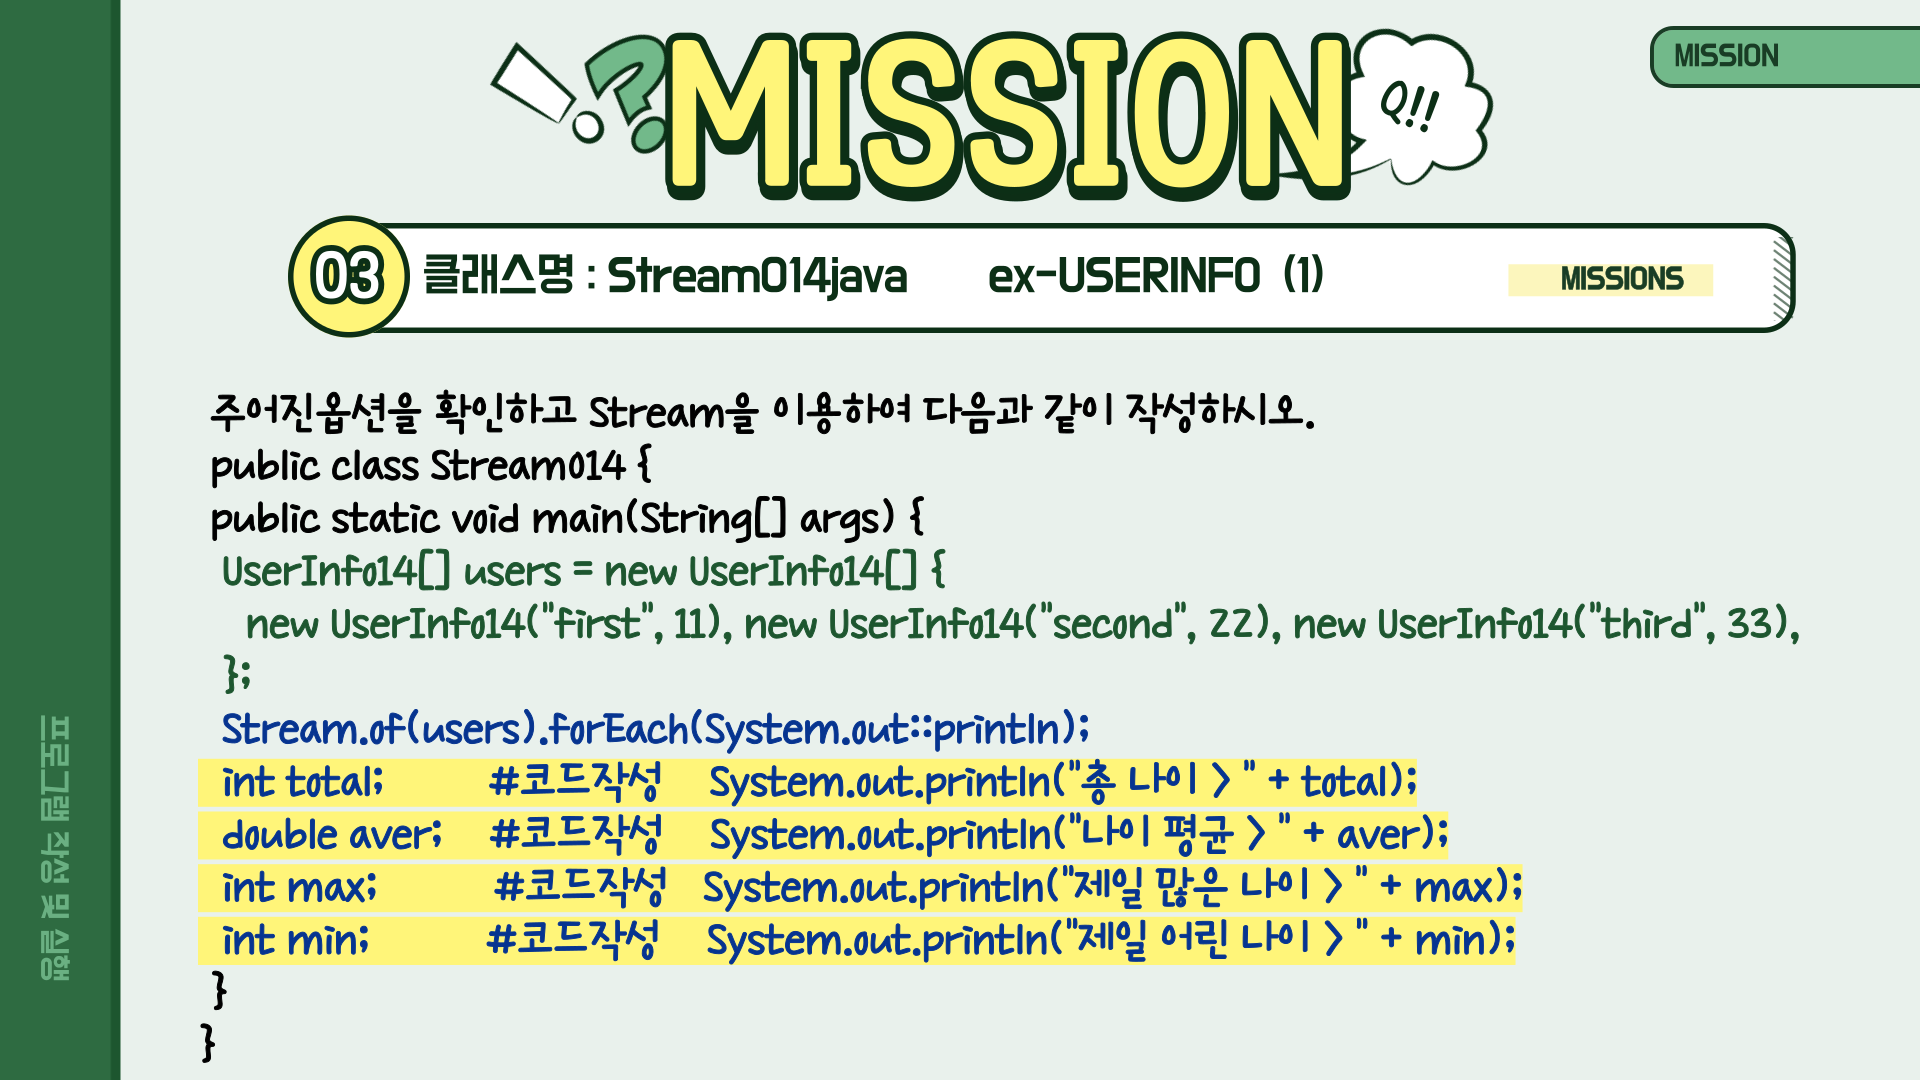 MISSION
!?
MISSION
Q!!
03
클래스명 : Stream014java ex-USERINFO (1)
MISSIONS
주어진옵션을 확인하고 Stream을 이용하여 다음과 같이 작성하시오.
public class Stream014 {
public static void main(String[] args) {
UserInfo14[] users = new UserInfo14[] {
new UserInfo14("first", 11), new UserInfo14("second", 22), new UserInfo14("third", 33),
};
Stream.of(users).forEach(System.out::println);
int total; #코드작성 System.out.println("총 나이 > " + total);
double aver; #코드작성 System.out.println("나이 평균 > " + aver);
int max; #코드작성 System.out.println("제일 많은 나이 > " + max);
int min; #코드작성 System.out.println("제일 어린 나이 > " + min);
}
}
프로그램 작성 및 실행